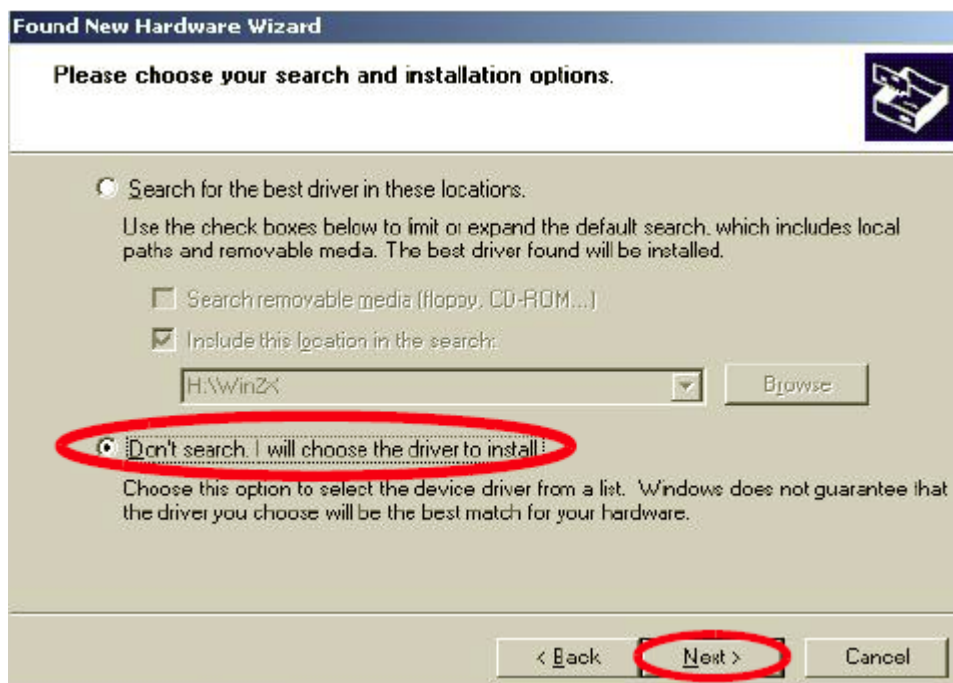 Found New Hardware Wizard
Please choose your search and installation options.
Search for the best driver in these locations.
Use the check boxes below to limit or expand the default search, which includes local
paths and removable media. The best driver found will be installed.
Search removable media (floppy, CD-ROM...)
Include this location in the search:
H:\Win2K
Browse
Don't search. I will choose the driver to install.
Choose this option to select the device driver from a list. Windows does not guarantee that
the driver you choose will be the best match for your hardware.
< Back
Next >
Cancel